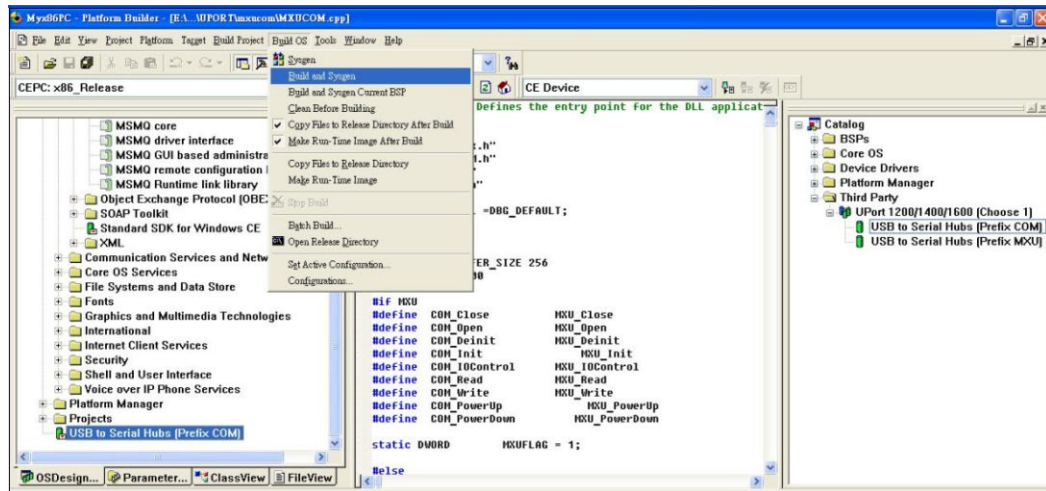 Myx86PC - Platform Builder - [E:\...\UPORT\mxucom\MXUCOM.cpp]
File Edit View Project Platform Target Build Project Build OS Tools Window Help
CEPC: x86_Release
CE Device
Sysgen
Build and Sysgen
Build and Sysgen Current BSP
Clean Before Building
Copy Files to Release Directory After Build
Make Run-Time Image After Build
Copy Files to Release Directory
Make Run-Time Image
Stop Build
Batch Build...
Open Release Directory
Set Active Configuration...
Configurations...
MSMQ core
MSMQ driver interface
MSMQ GUI based administra
MSMQ remote configuration
MSMQ Runtime link library
Object Exchange Protocol (OBE
SOAP Toolkit
Standard SDK for Windows CE
XML
Communication Services and Netw
Core OS Services
File Systems and Data Store
Fonts
Graphics and Multimedia Technologies
International
Internet Client Services
Security
Shell and User Interface
Voice over IP Phone Services
Platform Manager
Projects
USB to Serial Hubs (Prefix COM)
OSDesign... Parameter... ClassView FileView
Defines the entry point for the DLL applicat
.h"
=DBG_DEFAULT;
ER_SIZE 256
#if MXU
#define COM_Close MXU_Close
#define COM_Open MXU_Open
#define COM_Deinit MXU_Deinit
#define COM_Init MXU_Init
#define COM_IOControl MXU_IOControl
#define COM_Read MXU_Read
#define COM_Write MXU_Write
#define COM_PowerUp MXU_PowerUp
#define COM_PowerDown MXU_PowerDown
static DWORD MXUFLAG = 1;
#else
Catalog
BSPs
Core OS
Device Drivers
Platform Manager
Third Party
UPort 1200/1400/1600 (Choose 1)
USB to Serial Hubs (Prefix COM)
USB to Serial Hubs (Prefix MXU)